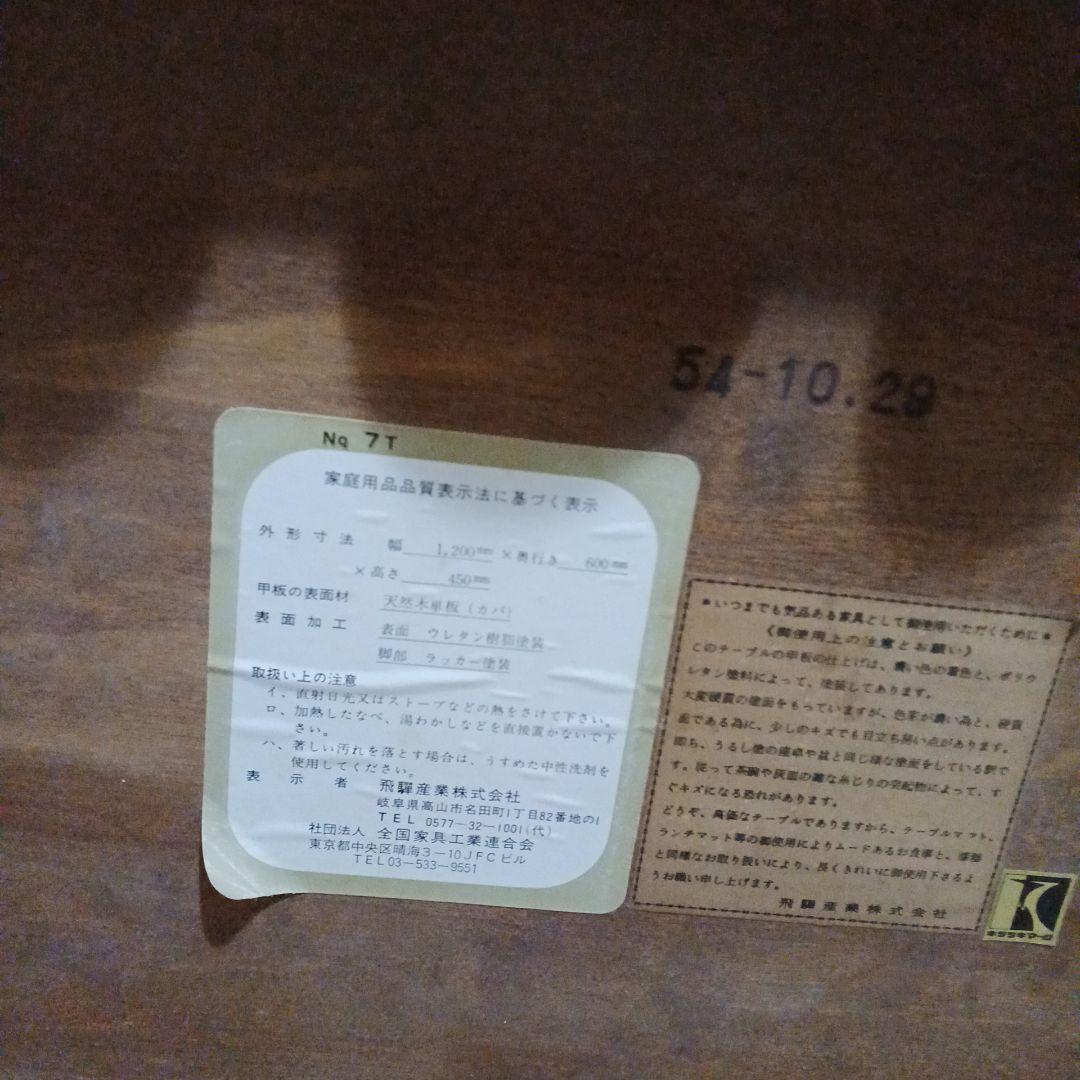 54-10.29
No 7T
家庭用品品質表示法に基づく表示
外形寸法 幅 1,200mm × 奥行き 600mm
× 高さ 450mm
甲板の表面材 天然木単板(カバ)
表面加工 表面 ウレタン樹脂塗装
脚部 ラッカー塗装
取扱い上の注意
イ、直射日光又はストーブなどの熱をさけて下さい。
ロ、加熱したなべ、湯わかしなどを直接置かないで下
さい。
ハ、著しい汚れを落とす場合は、うすめた中性洗剤を
使用してください。
表示者 飛騨産業株式会社
岐阜県高山市名田町1丁目82番地の1
TEL 0577-32-1001(代)
社団法人 全国家具工業連合会
東京都中央区晴海3-10JFCビル
TEL03-533-9551
*いつまでも気品ある家具として御使用いただくために*
《御使用上の注意とお願い》
このテーブルの甲板の仕上げは、濃い色の着色と、ポリウ
レタン塗料によって、塗装してあります。
大変硬質の塗面をもっていますが、色彩が濃い為と、硬質
面である為に、少しのキズでも目立ち易い点があります。
即ち、うるし塗の座卓や盆と同じ様な塗面をしている訳で
す。従って茶碗や灰皿の裏な糸じりの突起物によって、す
ぐキズになる恐れがあります。
どうぞ、高価なテーブルでありますから、テーブルマット、
ランチマット等の御使用によりムードあるお食事と、漆器
と同様なお取り扱いにより、長くきれいに御使用下さるよ
うお願い申し上げます。
飛騨産業株式会社
キツツキマーク